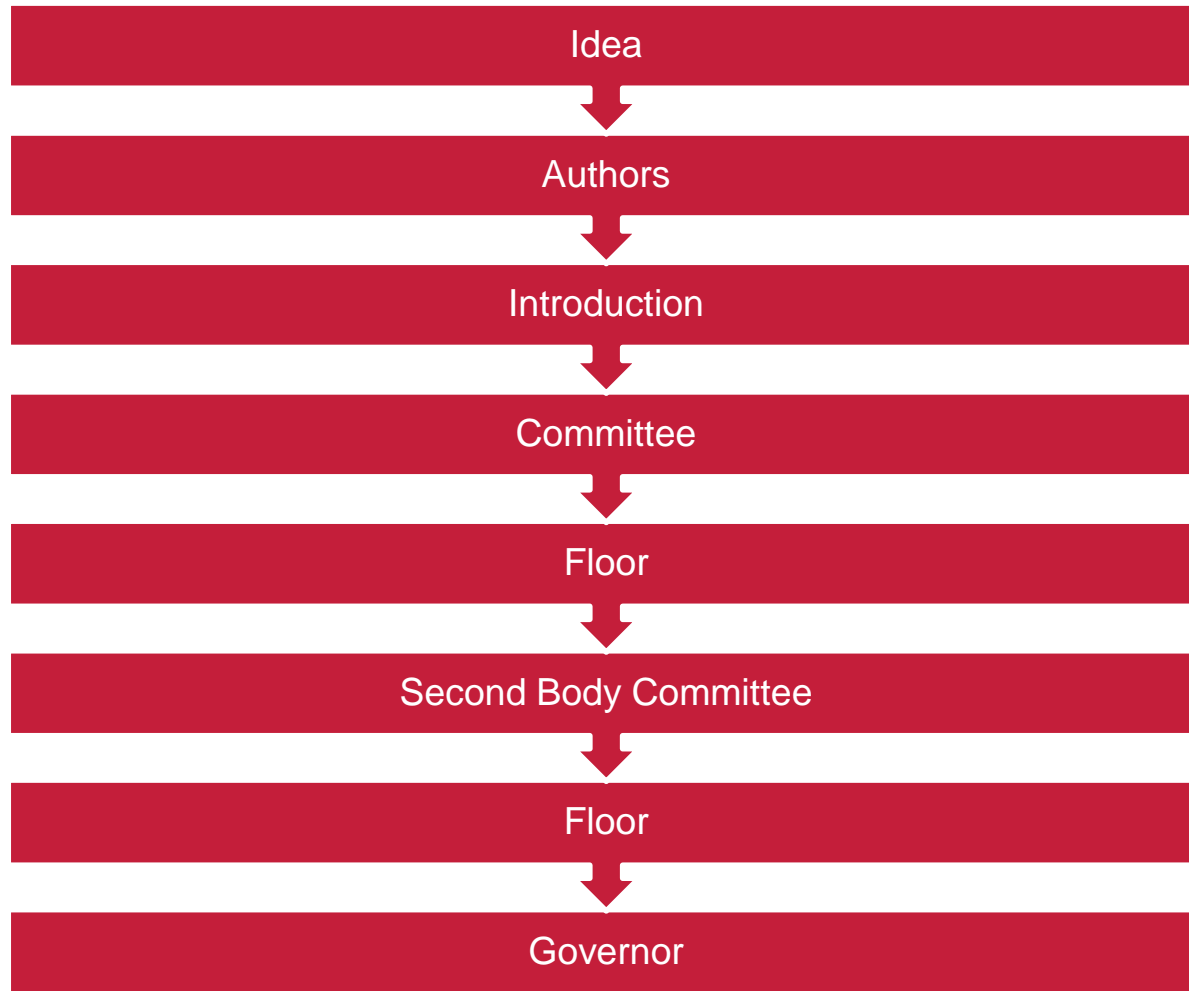 Idea
Authors
Introduction
Committee
Floor
Second Body Committee
Floor
Governor